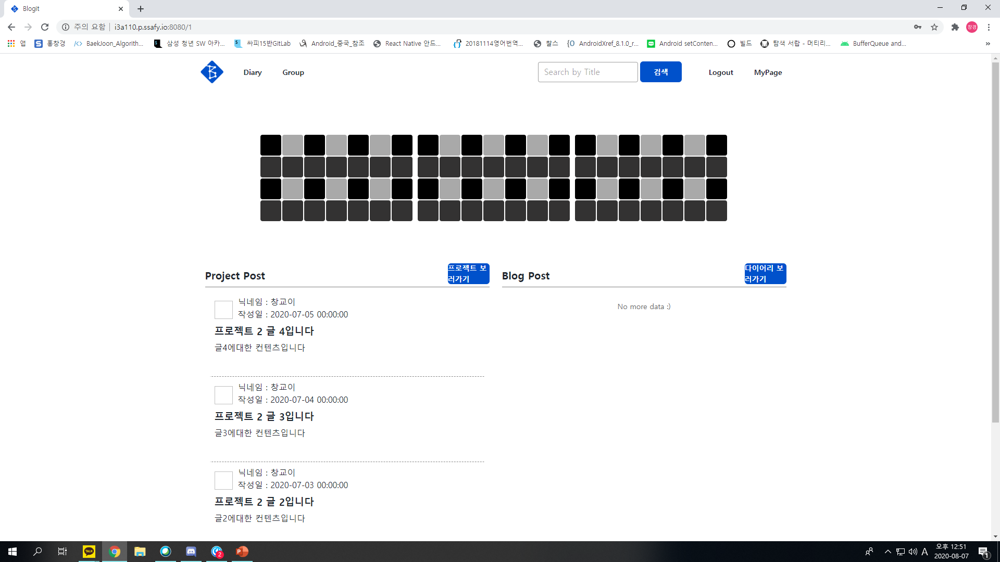 Blogit
주의 요함 | i3a110.p.ssafy.io:8080/1
창경
앱 홍창경 BaekJoon_Algorith... 삼성 청년 SW 아카... 싸피15반GitLab Android_중국_참조 React Native 안드... 20181114영어번역... 찰스 AndroidXref_8.1.0_r... Android setConten... 빌드 탐색 서랍 - 머티리... BufferQueue and... »
Diary Group Search by Title 검색 Logout MyPage
Project Post
프로젝트 보
러가기
Blog Post
다이어리 보
러가기
닉네임 : 창교이
작성일 : 2020-07-05 00:00:00
프로젝트 2 글 4입니다
글4에대한 컨텐츠입니다
No more data :)
닉네임 : 창교이
작성일 : 2020-07-04 00:00:00
프로젝트 2 글 3입니다
글3에대한 컨텐츠입니다
닉네임 : 창교이
작성일 : 2020-07-03 00:00:00
프로젝트 2 글 2입니다
글2에대한 컨텐츠입니다
TALK
2
P
A
오후 12:51
2020-08-07
1